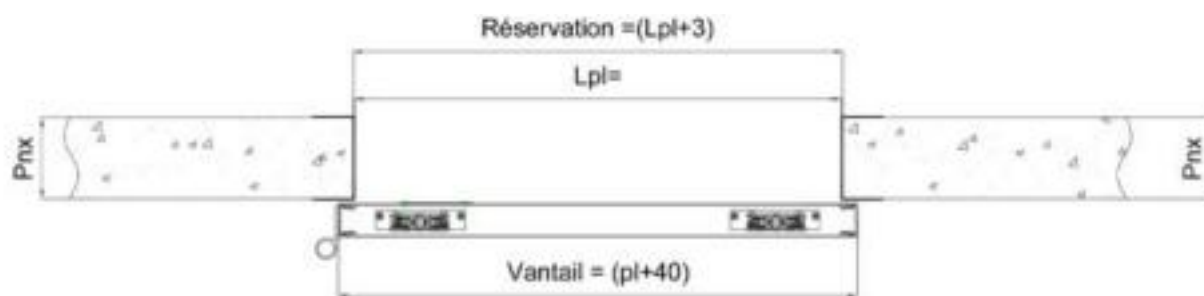 Réservation =(Lpl+3)
Lpl=
Pnx
Pnx
Vantail = (pl+40)